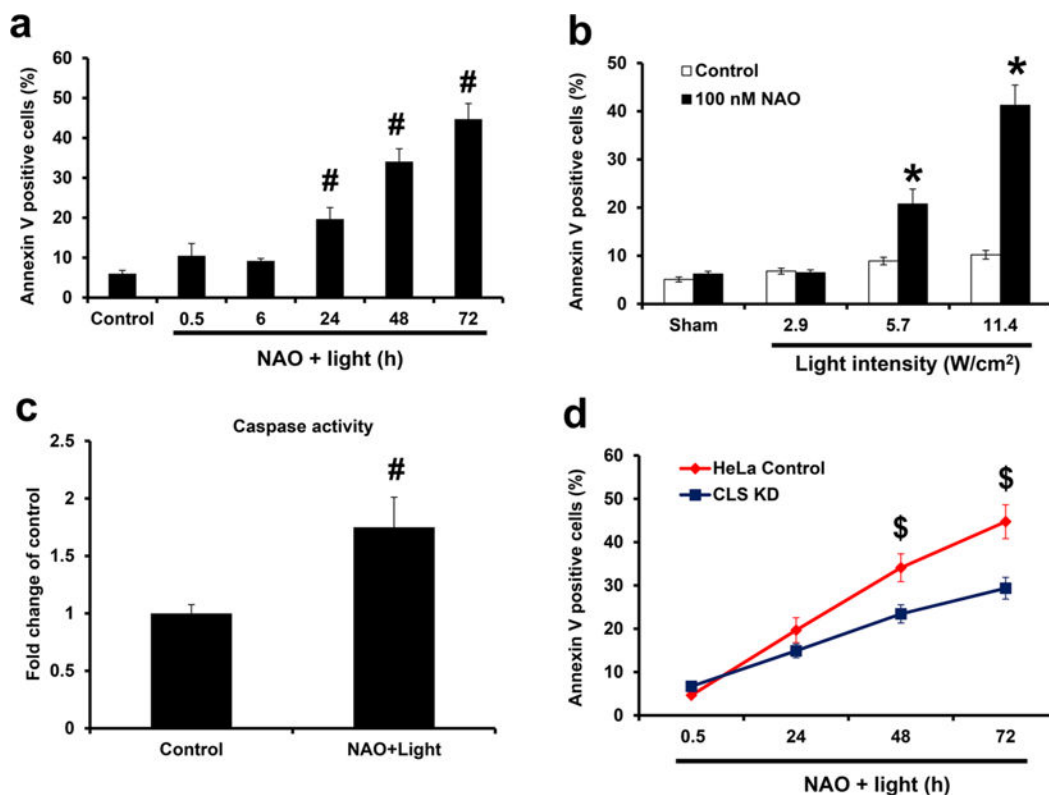 a
Annexin V positive cells (%)
60
50
40
30
20
10
0
#
#
#
Control
0.5
6
24
48
72
NAO + light (h)
b
Annexin V positive cells (%)
50
40
30
20
10
0
Control
100 nM NAO
*
*
Sham
2.9
5.7
11.4
Light intensity (W/cm²)
c
Caspase activity
Fold change of control
2.5
2
1.5
1
0.5
0
#
Control
NAO+Light
d
Annexin V positive cells (%)
60
50
40
30
20
10
0
HeLa Control
CLS KD
$
$
0.5
24
48
72
NAO + light (h)